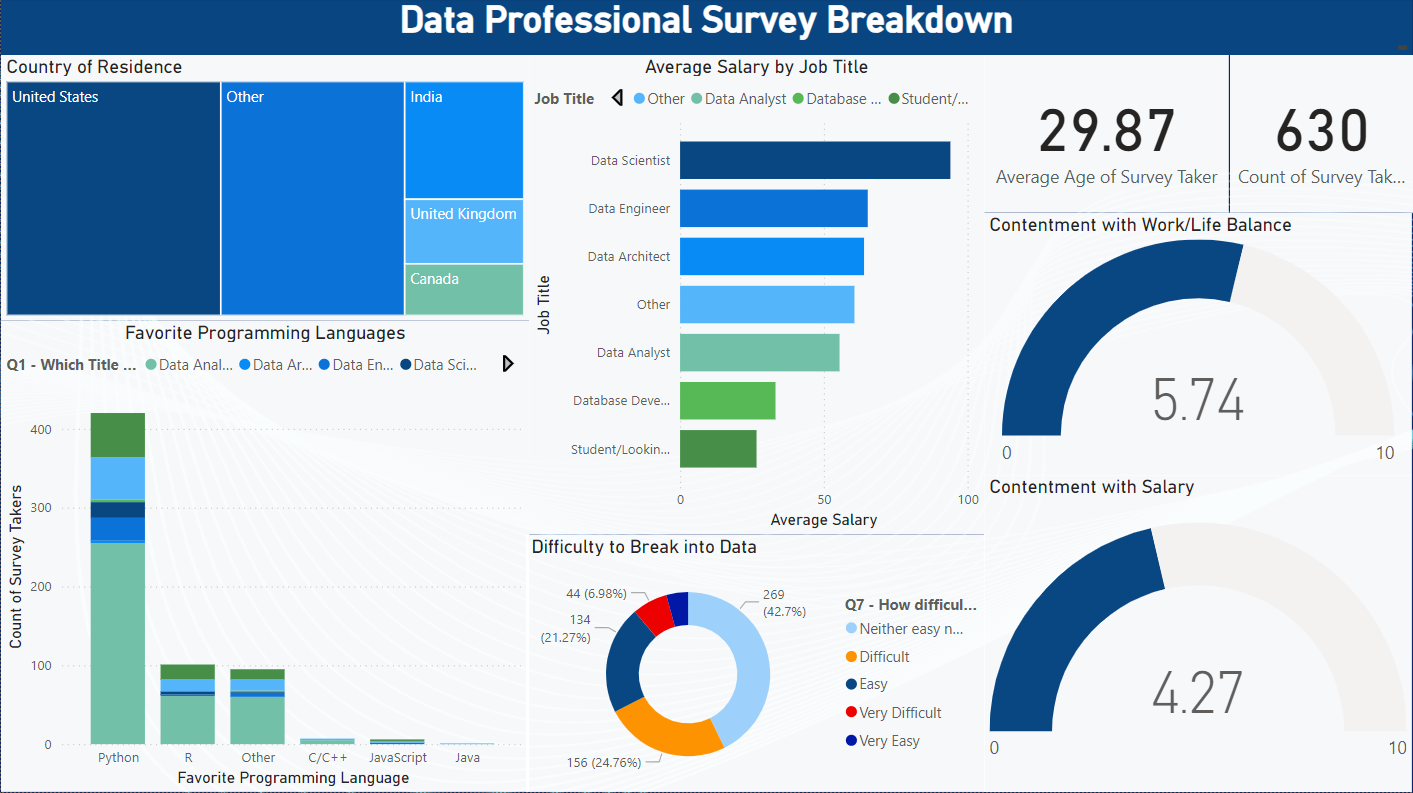 Data Professional Survey Breakdown
Country of Residence
United States
Other
India
United Kingdom
Canada
Average Salary by Job Title
Job Title
Other
Data Analyst
Database ...
Student/...
Job Title
Data Scientist
Data Engineer
Data Architect
Other
Data Analyst
Database Deve...
Student/Lookin...
0
50
100
Average Salary
29.87
Average Age of Survey Taker
630
Count of Survey Tak...
Contentment with Work/Life Balance
5.74
0
10
Contentment with Salary
4.27
0
10
Favorite Programming Languages
Q1 - Which Title ...
Data Anal...
Data Ar...
Data En...
Data Sci...
Count of Survey Takers
400
300
200
100
0
Python
R
Other
C/C++
JavaScript
Java
Favorite Programming Language
Difficulty to Break into Data
44 (6.98%)
134
(21.27%)
269
(42.7%)
156 (24.76%)
Q7 - How difficul...
Neither easy n...
Difficult
Easy
Very Difficult
Very Easy